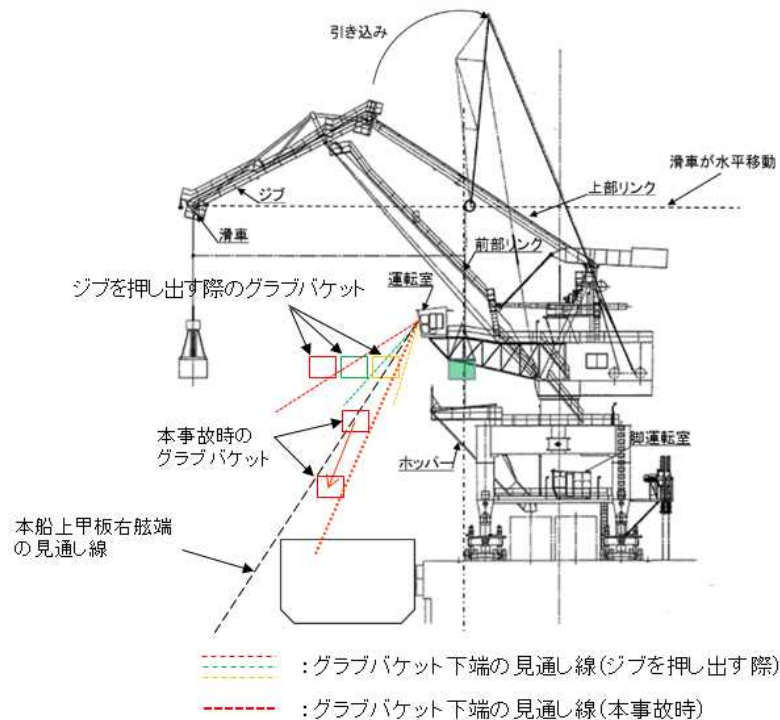 引き込み
滑車が水平移動
上部リンク
ジブ
滑車
前部リンク
運転室
ジブを押し出す際のグラブバケット
本事故時の
グラブバケット
ホッパー
脚運転室
本船上甲板右舷端
の見通し線
:グラブバケット下端の見通し線(ジブを押し出す際)
:グラブバケット下端の見通し線(本事故時)